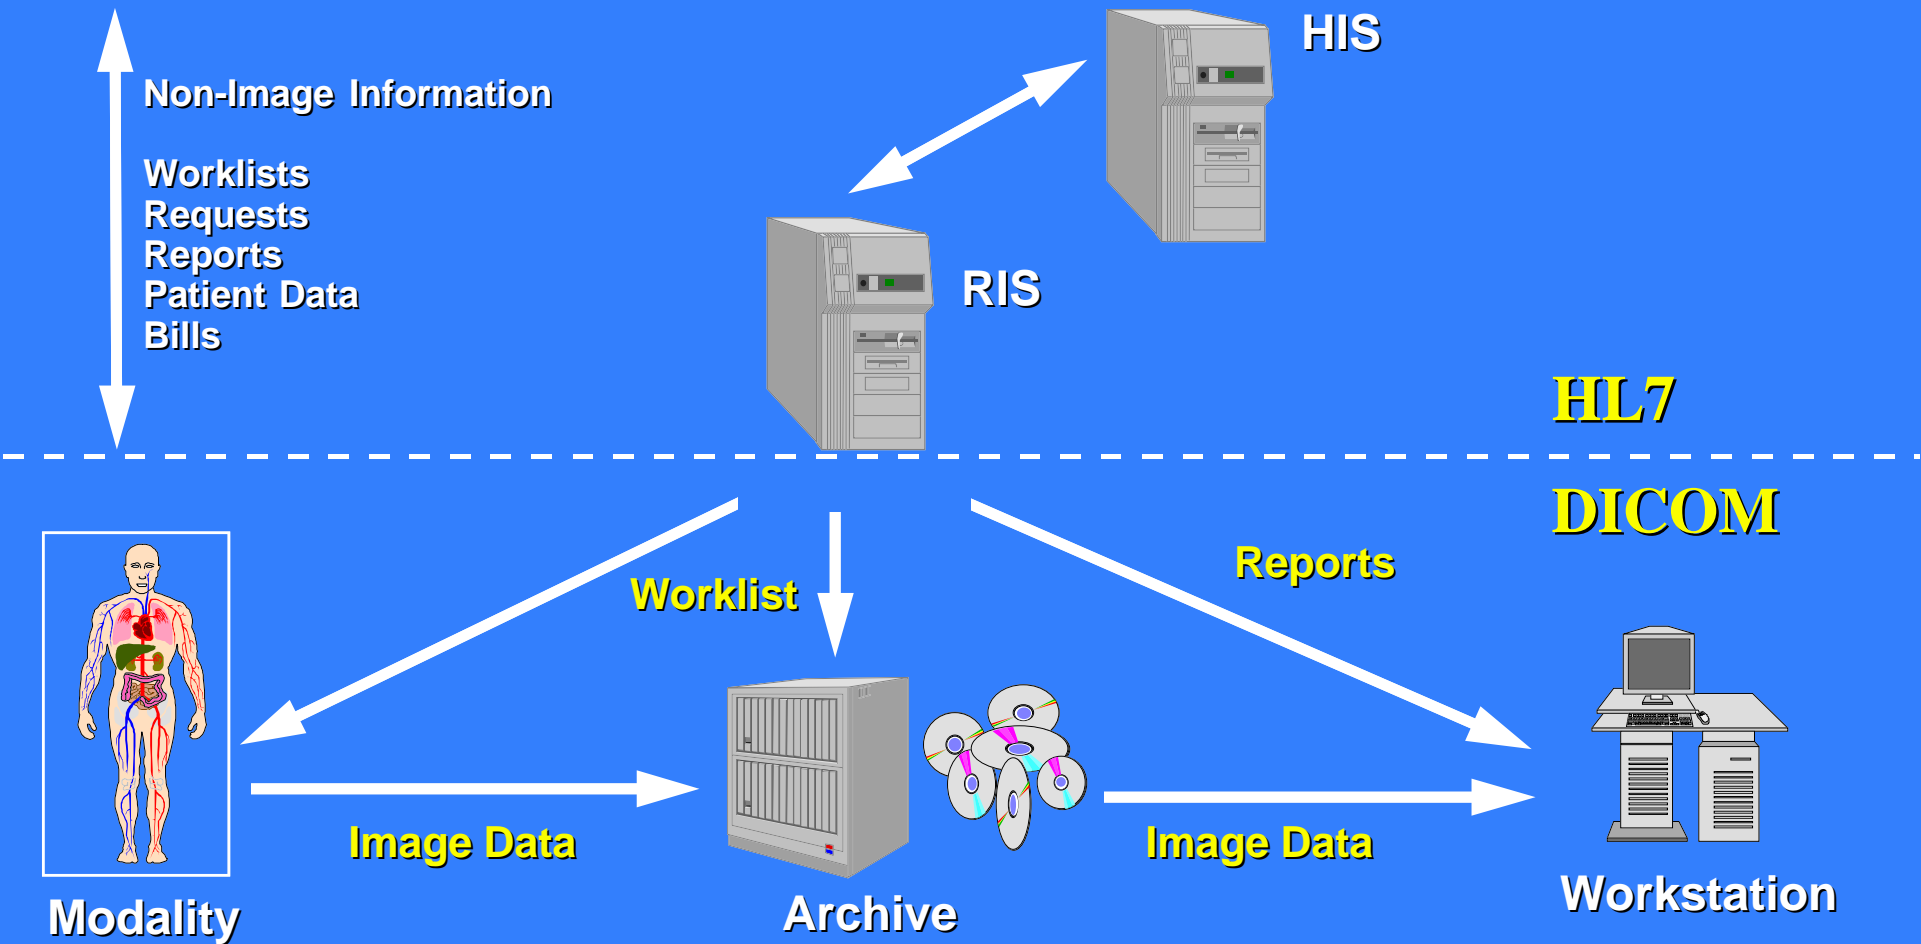 HIS
Non-Image Information
Worklists
Requests
Reports
Patient Data
Bills
RIS
HL7
DICOM
Reports
Worklist
Image Data
Image Data
Modality
Archive
Workstation